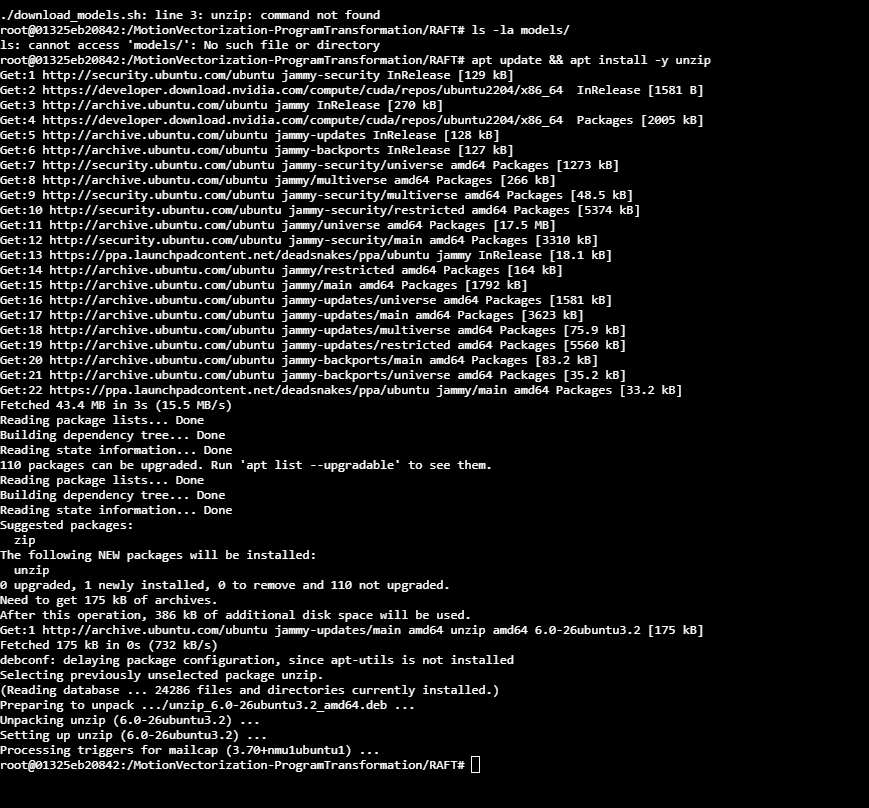 ./download_models.sh: line 3: unzip: command not found
root@01325eb20842:/MotionVectorization-ProgramTransformation/RAFT# ls -la models/
ls: cannot access 'models/': No such file or directory
root@01325eb20842:/MotionVectorization-ProgramTransformation/RAFT# apt update && apt install -y unzip
Get:1 http://security.ubuntu.com/ubuntu jammy-security InRelease [129 kB]
Get:2 https://developer.download.nvidia.com/compute/cuda/repos/ubuntu2204/x86_64  InRelease [1581 B]
Get:3 http://archive.ubuntu.com/ubuntu jammy InRelease [270 kB]
Get:4 https://developer.download.nvidia.com/compute/cuda/repos/ubuntu2204/x86_64  Packages [2005 kB]
Get:5 http://archive.ubuntu.com/ubuntu jammy-updates InRelease [128 kB]
Get:6 http://archive.ubuntu.com/ubuntu jammy-backports InRelease [127 kB]
Get:7 http://security.ubuntu.com/ubuntu jammy-security/universe amd64 Packages [1273 kB]
Get:8 http://archive.ubuntu.com/ubuntu jammy/multiverse amd64 Packages [266 kB]
Get:9 http://security.ubuntu.com/ubuntu jammy-security/multiverse amd64 Packages [48.5 kB]
Get:10 http://security.ubuntu.com/ubuntu jammy-security/restricted amd64 Packages [5374 kB]
Get:11 http://archive.ubuntu.com/ubuntu jammy/universe amd64 Packages [17.5 MB]
Get:12 http://security.ubuntu.com/ubuntu jammy-security/main amd64 Packages [3310 kB]
Get:13 https://ppa.launchpadcontent.net/deadsnakes/ppa/ubuntu jammy InRelease [18.1 kB]
Get:14 http://archive.ubuntu.com/ubuntu jammy/restricted amd64 Packages [164 kB]
Get:15 http://archive.ubuntu.com/ubuntu jammy/main amd64 Packages [1792 kB]
Get:16 http://archive.ubuntu.com/ubuntu jammy-updates/universe amd64 Packages [1581 kB]
Get:17 http://archive.ubuntu.com/ubuntu jammy-updates/main amd64 Packages [3623 kB]
Get:18 http://archive.ubuntu.com/ubuntu jammy-updates/multiverse amd64 Packages [75.9 kB]
Get:19 http://archive.ubuntu.com/ubuntu jammy-updates/restricted amd64 Packages [5560 kB]
Get:20 http://archive.ubuntu.com/ubuntu jammy-backports/main amd64 Packages [83.2 kB]
Get:21 http://archive.ubuntu.com/ubuntu jammy-backports/universe amd64 Packages [35.2 kB]
Get:22 https://ppa.launchpadcontent.net/deadsnakes/ppa/ubuntu jammy/main amd64 Packages [33.2 kB]
Fetched 43.4 MB in 3s (15.5 MB/s)
Reading package lists... Done
Building dependency tree... Done
Reading state information... Done
110 packages can be upgraded. Run 'apt list --upgradable' to see them.
Reading package lists... Done
Building dependency tree... Done
Reading state information... Done
Suggested packages:
  zip
The following NEW packages will be installed:
  unzip
0 upgraded, 1 newly installed, 0 to remove and 110 not upgraded.
Need to get 175 kB of archives.
After this operation, 386 kB of additional disk space will be used.
Get:1 http://archive.ubuntu.com/ubuntu jammy-updates/main amd64 unzip amd64 6.0-26ubuntu3.2 [175 kB]
Fetched 175 kB in 0s (732 kB/s)
debconf: delaying package configuration, since apt-utils is not installed
Selecting previously unselected package unzip.
(Reading database ... 24286 files and directories currently installed.)
Preparing to unpack .../unzip_6.0-26ubuntu3.2_amd64.deb ...
Unpacking unzip (6.0-26ubuntu3.2) ...
Setting up unzip (6.0-26ubuntu3.2) ...
Processing triggers for mailcap (3.70+nmu1ubuntu1) ...
root@01325eb20842:/MotionVectorization-ProgramTransformation/RAFT#